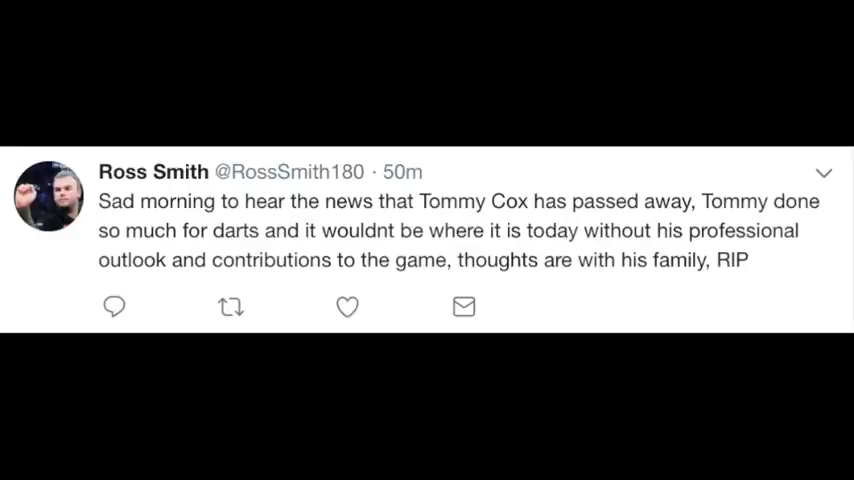 Ross Smith @RossSmith180 · 50m
Sad morning to hear the news that Tommy Cox has passed away, Tommy done
so much for darts and it wouldnt be where it is today without his professional
outlook and contributions to the game, thoughts are with his family, RIP